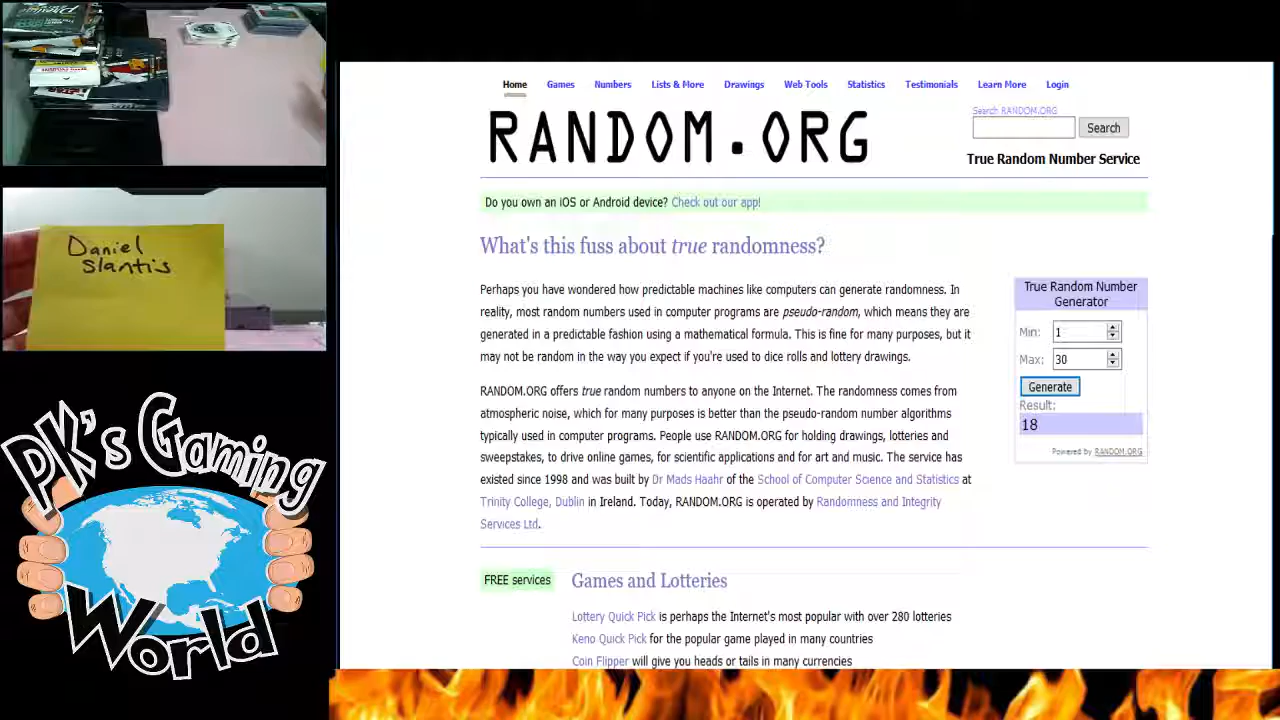 Daniel
Slantis
PK's Gaming
World
Home Games Numbers Lists & More Drawings Web Tools Statistics Testimonials Learn More Login
RANDOM.ORG
Search RANDOM.ORG
Search
True Random Number Service
Do you own an iOS or Android device? Check out our app!
What's this fuss about true randomness?
Perhaps you have wondered how predictable machines like computers can generate randomness. In
reality, most random numbers used in computer programs are pseudo-random, which means they are
generated in a predictable fashion using a mathematical formula. This is fine for many purposes, but it
may not be random in the way you expect if you're used to dice rolls and lottery drawings.
RANDOM.ORG offers true random numbers to anyone on the Internet. The randomness comes from
atmospheric noise, which for many purposes is better than the pseudo-random number algorithms
typically used in computer programs. People use RANDOM.ORG for holding drawings, lotteries and
sweepstakes, to drive online games, for scientific applications and for art and music. The service has
existed since 1998 and was built by Dr Mads Haahr of the School of Computer Science and Statistics at
Trinity College, Dublin in Ireland. Today, RANDOM.ORG is operated by Randomness and Integrity
Services Ltd.
True Random Number
Generator
Min: 1
Max: 30
Generate
Result:
18
Powered by RANDOM.ORG
FREE services
Games and Lotteries
Lottery Quick Pick is perhaps the Internet's most popular with over 280 lotteries
Keno Quick Pick for the popular game played in many countries
Coin Flipper will give you heads or tails in many currencies